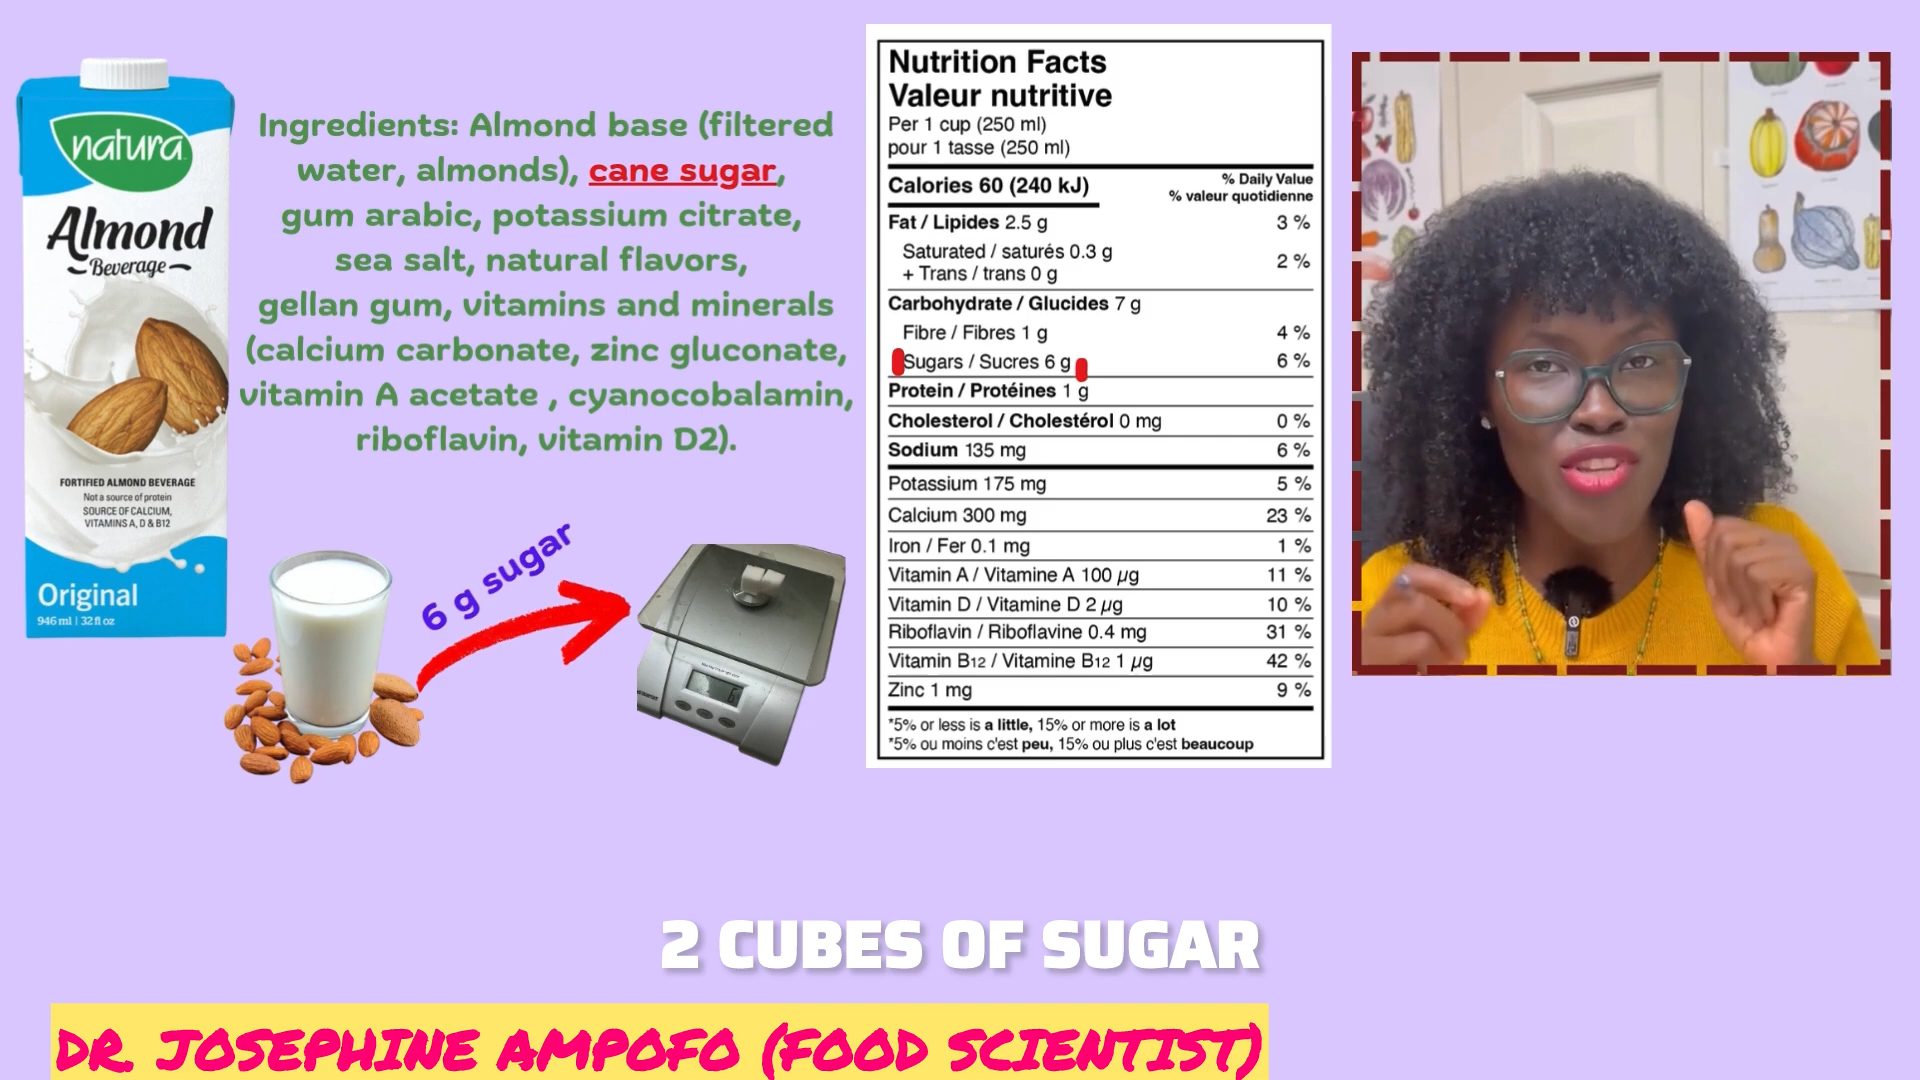 natura
Almond
Beverage
FORTIFIED ALMOND BEVERAGE
Not a source of protein
SOURCE OF CALCIUM,
VITAMINS A, D & B12
Original
946 ml | 32 fl oz
Ingredients: Almond base (filtered
water, almonds), cane sugar,
gum arabic, potassium citrate,
sea salt, natural flavors,
gellan gum, vitamins and minerals
(calcium carbonate, zinc gluconate,
vitamin A acetate , cyanocobalamin,
riboflavin, vitamin D2).
6 g sugar
6
Nutrition Facts
Valeur nutritive
Per 1 cup (250 ml)
pour 1 tasse (250 ml)
Calories 60 (240 kJ)
% Daily Value
% valeur quotidienne
Fat / Lipides 2.5 g 3 %
Saturated / saturés 0.3 g
+ Trans / trans 0 g 2 %
Carbohydrate / Glucides 7 g
Fibre / Fibres 1 g 4 %
Sugars / Sucres 6 g 6 %
Protein / Protéines 1 g
Cholesterol / Cholestérol 0 mg 0 %
Sodium 135 mg 6 %
Potassium 175 mg 5 %
Calcium 300 mg 23 %
Iron / Fer 0.1 mg 1 %
Vitamin A / Vitamine A 100 µg 11 %
Vitamin D / Vitamine D 2 µg 10 %
Riboflavin / Riboflavine 0.4 mg 31 %
Vitamin B12 / Vitamine B12 1 µg 42 %
Zinc 1 mg 9 %
*5% or less is a little, 15% or more is a lot
*5% ou moins c'est peu, 15% ou plus c'est beaucoup
2 CUBES OF SUGAR
DR. JOSEPHINE AMPOFO (FOOD SCIENTIST)